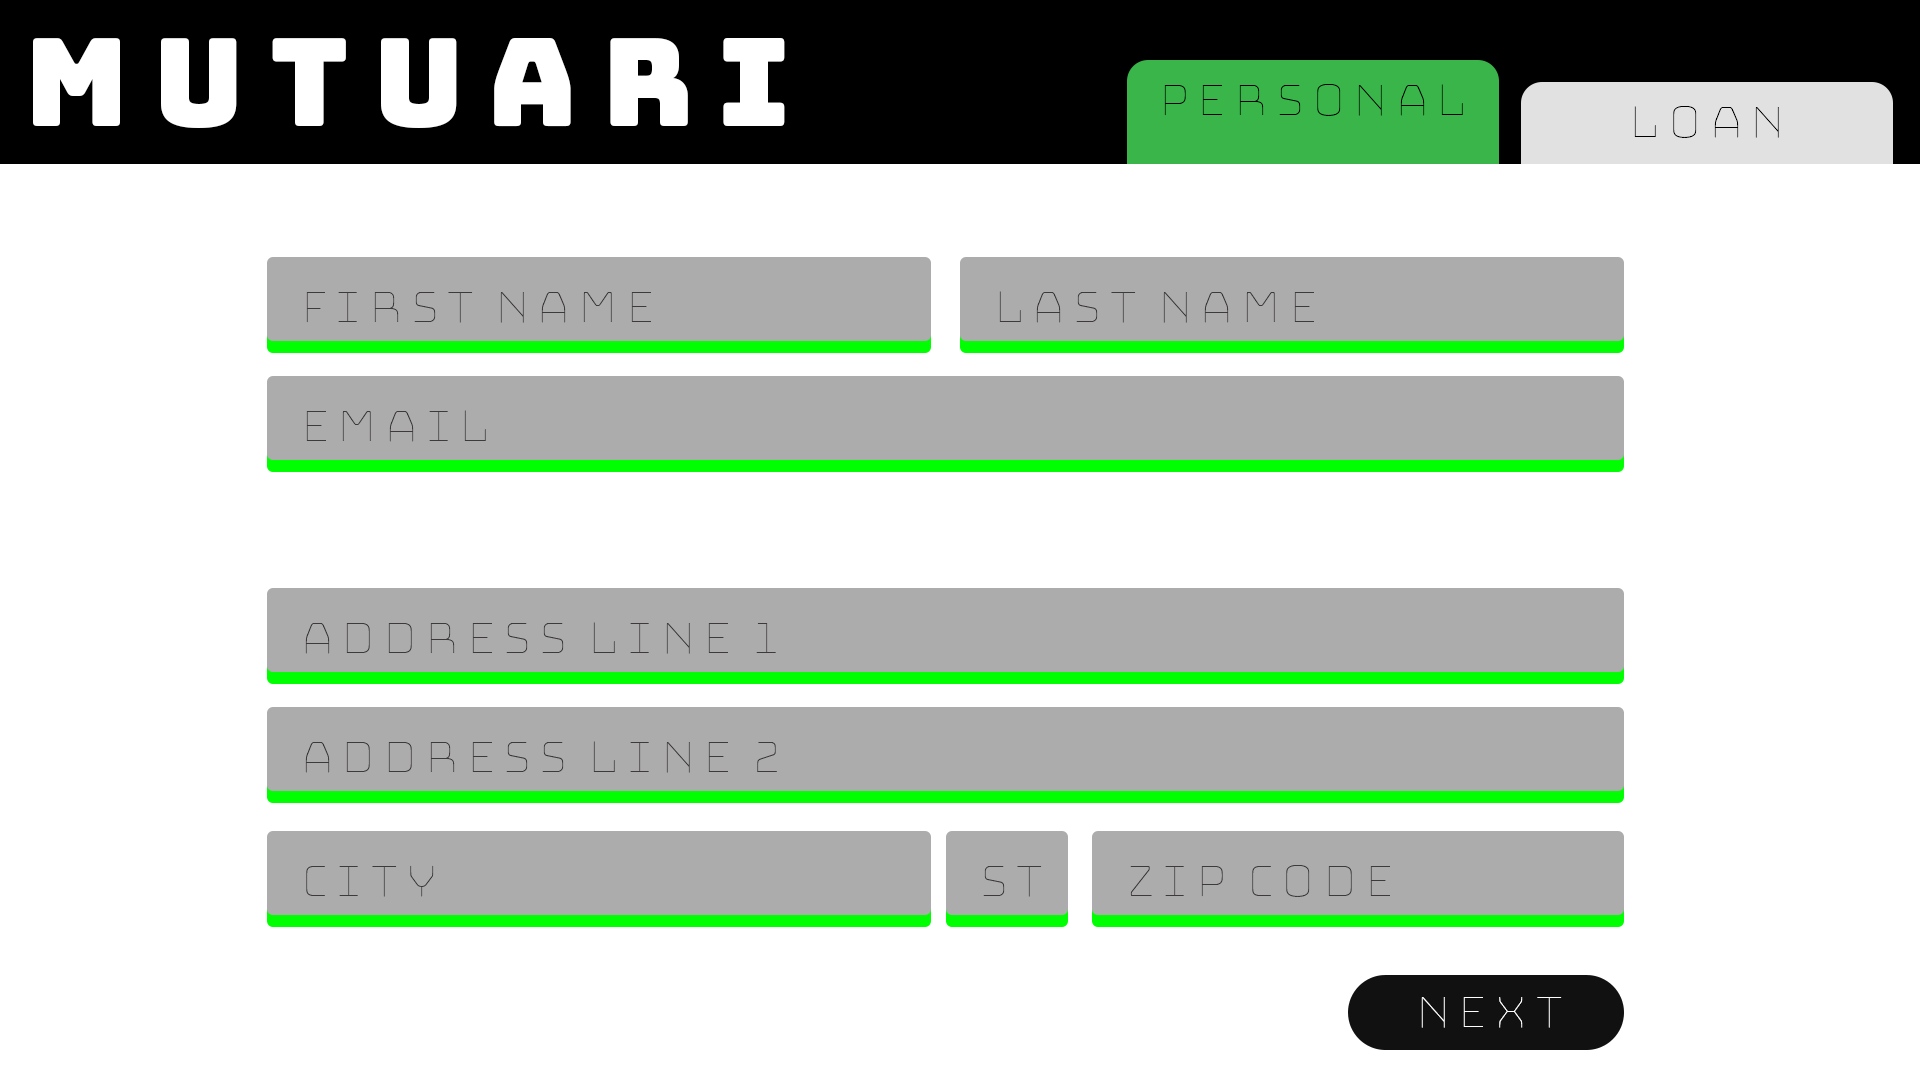 MUTUARI
PERSONAL
LOAN
FIRST NAME
LAST NAME
EMAIL
ADDRESS LINE 1
ADDRESS LINE 2
CITY
ST
ZIP CODE
NEXT